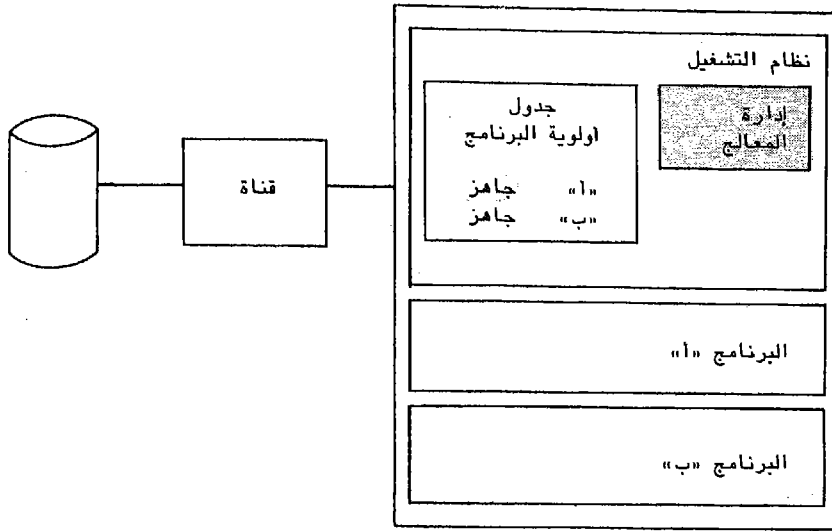 نظام التشغيل
إدارة
المعالج
جدول
أولوية البرنامج
«أ» جاهز
«ب» جاهز
قناة
البرنامج «أ»
البرنامج «ب»